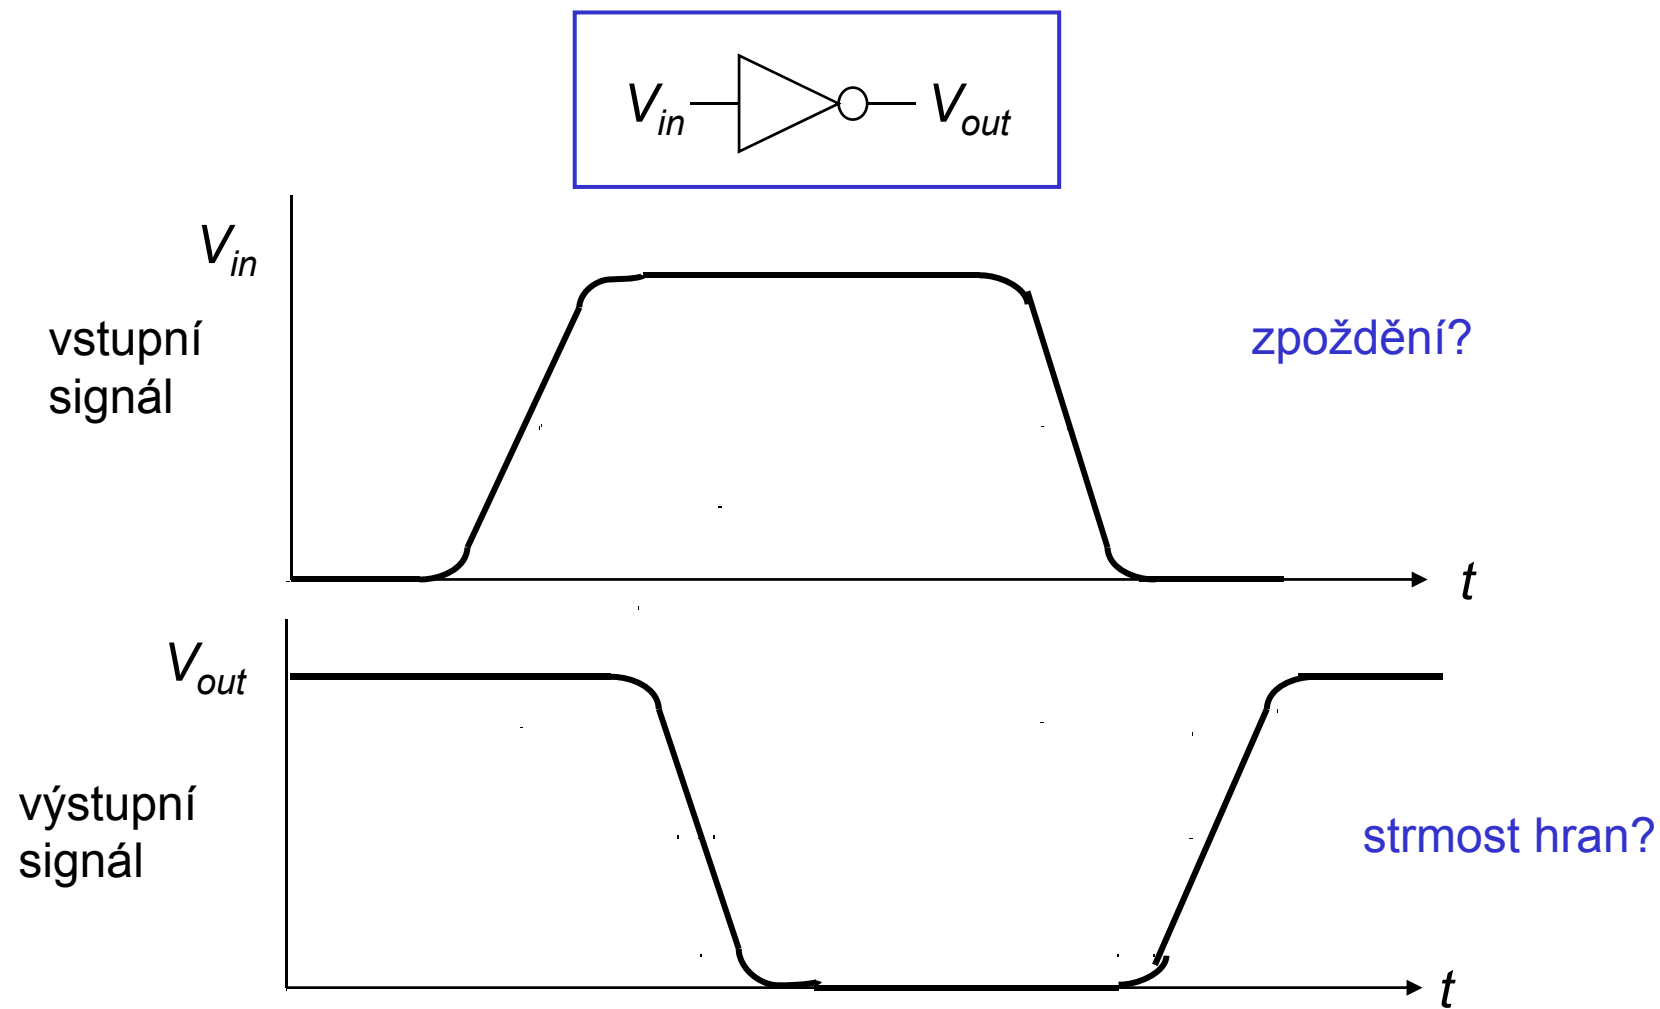 Vin Vout
Vin
vstupní
signál
zpoždění?
t
Vout
výstupní
signál
strmost hran?
t